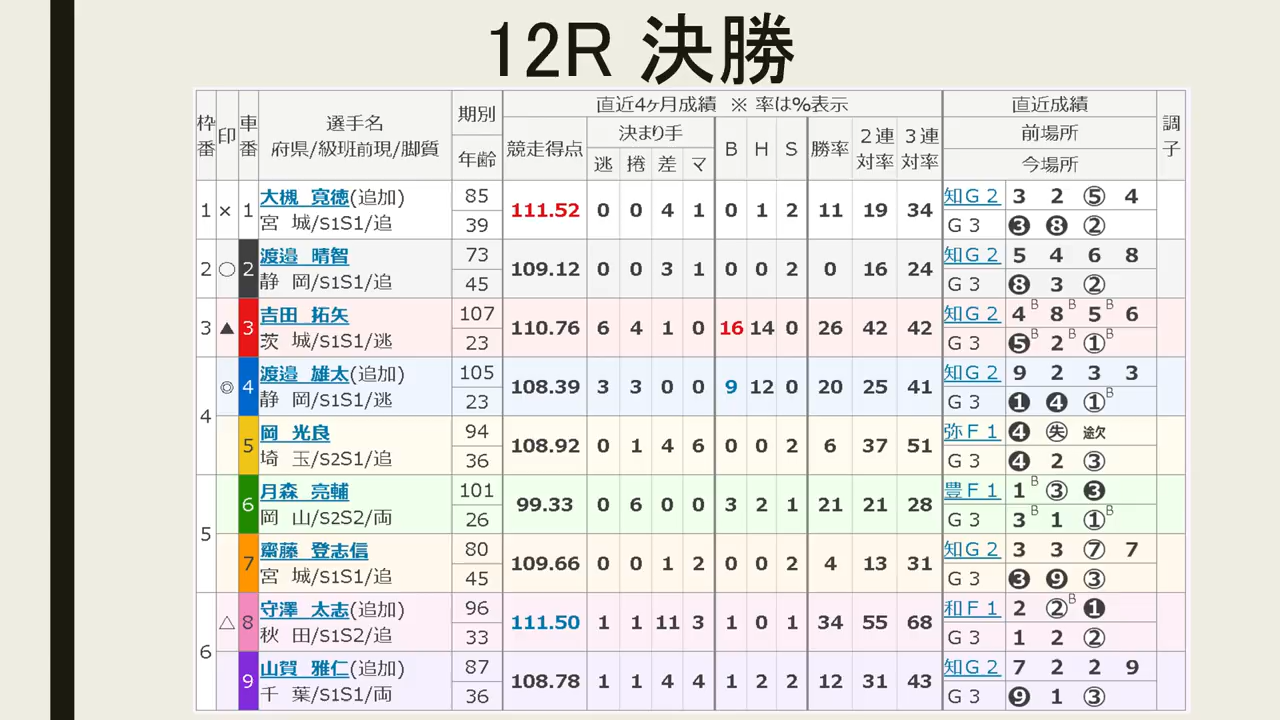 12R 決勝
枠番 印 車番 選手名 府県/級班前現/脚質 期別 年齢 直近4ヶ月成績 ※ 率は%表示 直近成績 調子
競走得点 決まり手 B H S 勝率 2連対率 3連対率 前場所
逃 捲 差 マ 今場所
1 × 1 大槻 寛徳(追加) 85 111.52 0 0 4 1 0 1 2 11 19 34 知G2 3 2 ⑤ 4
宮 城/S1S1/追 39 G3 ❸ ❽ ②
2 ○ 2 渡邉 晴智 73 109.12 0 0 3 1 0 0 2 0 16 24 知G2 5 4 6 8
静 岡/S1S1/追 45 G3 ❽ 3 ②
3 ▲ 3 吉田 拓矢 107 110.76 6 4 1 0 16 14 0 26 42 42 知G2 4B 8B 5B 6
茨 城/S1S1/逃 23 G3 ❺B 2B ①B
4 ◎ 4 渡邉 雄太(追加) 105 108.39 3 3 0 0 9 12 0 20 25 41 知G2 9 2 3 3
静 岡/S1S1/逃 23 G3 ❶ ❹ ①B
5 岡 光良 94 108.92 0 1 4 6 0 0 2 6 37 51 弥F1 ❹ ㊛失 途欠
埼 玉/S2S1/追 36 G3 ❹ 2 ③
5 6 月森 亮輔 101 99.33 0 6 0 0 3 2 1 21 21 28 豊F1 1B ③ ❸
岡 山/S2S2/両 26 G3 3B 1 ①B
7 齋藤 登志信 80 109.66 0 0 1 2 0 0 2 4 13 31 知G2 3 3 ⑦ 7
宮 城/S1S1/追 45 G3 ❸ ❾ ③
6 △ 8 守澤 太志(追加) 96 111.50 1 1 11 3 1 0 1 34 55 68 和F1 2 ②B ❶
秋 田/S1S2/追 33 G3 1 2 ②
9 山賀 雅仁(追加) 87 108.78 1 1 4 4 1 2 2 12 31 43 知G2 7 2 2 9
千 葉/S1S1/両 36 G3 ❾ 1 ③